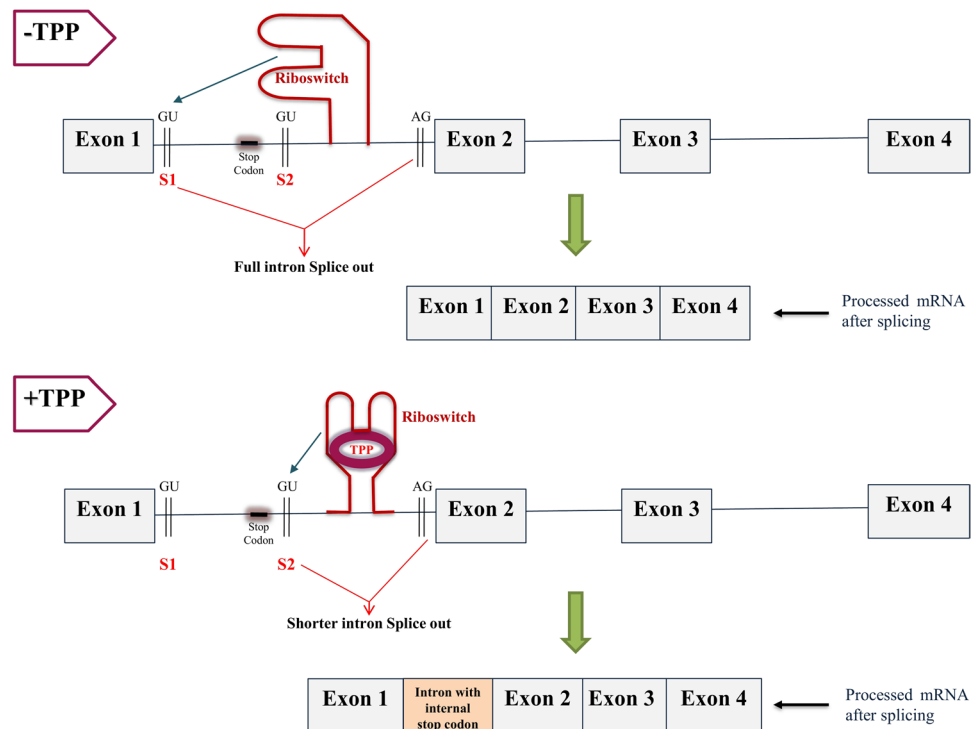 -TPP
Riboswitch
GU
GU
AG
Exon 1
Exon 2
Exon 3
Exon 4
Stop
Codon
S1
S2
Full intron Splice out
Exon 1
Exon 2
Exon 3
Exon 4
Processed mRNA
after splicing
+TPP
Riboswitch
TPP
GU
GU
AG
Exon 1
Exon 2
Exon 3
Exon 4
Stop
Codon
S1
S2
Shorter intron Splice out
Exon 1
Intron with
internal
stop codon
Exon 2
Exon 3
Exon 4
Processed mRNA
after splicing